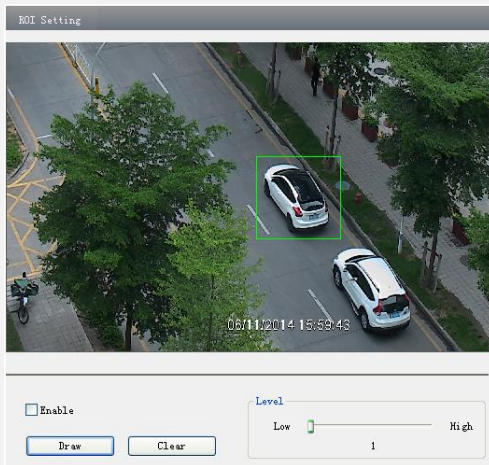 ROI Setting
06/11/2014 15:59:43
Enable
Level
Low
High
1
Draw
Clear